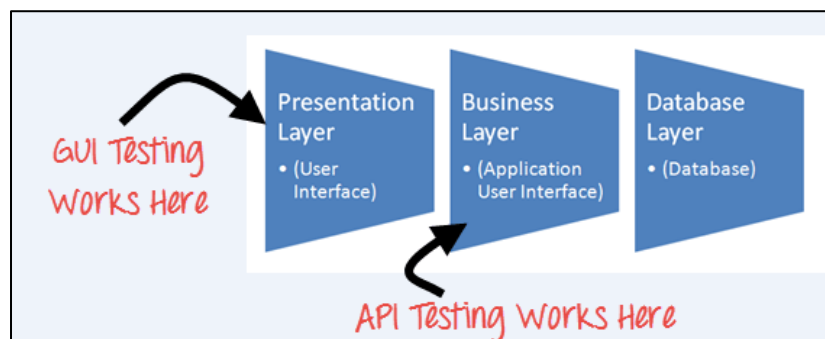 GUI Testing
Works Here
Presentation
Layer
• (User
Interface)
Business
Layer
• (Application
User Interface)
Database
Layer
• (Database)
API Testing Works Here